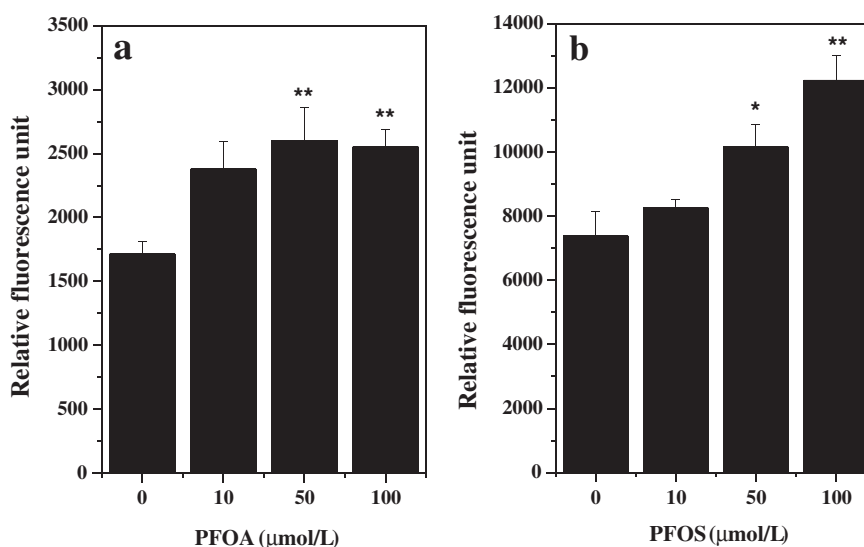 a
3500
3000
2500
2000
1500
1000
500
0
Relative fluorescence unit
**
**
0 10 50 100
PFOA (μmol/L)
b
14000
12000
10000
8000
6000
4000
2000
0
Relative fluorescence unit
*
**
0 10 50 100
PFOS (μmol/L)